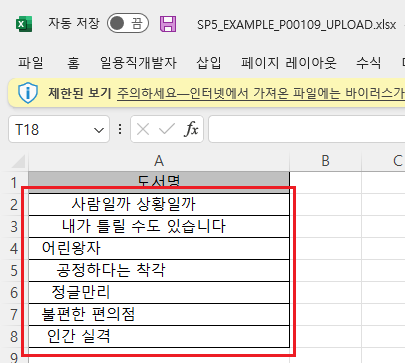 자동 저장 끔 SP5_EXAMPLE_P00109_UPLOAD.xlsx
파일 홈 일용직개발자 삽입 페이지 레이아웃 수식
제한된 보기 주의하세요—인터넷에서 가져온 파일에는 바이러스가
T18 fx
A B C
1 도서명
2 사람일까 상황일까
3 내가 틀릴 수도 있습니다
4 어린왕자
5 공정하다는 착각
6 정글만리
7 불편한 편의점
8 인간 실격
9